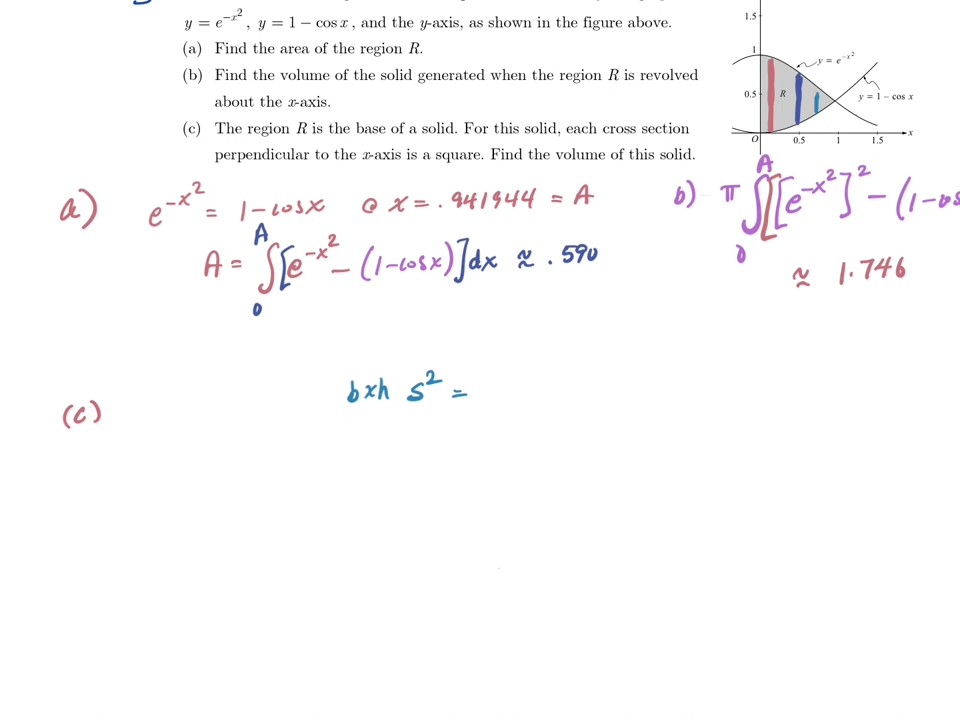 y = e^{-x^2}, y = 1 − cos x, and the y-axis, as shown in the figure above.
(a) Find the area of the region R.
(b) Find the volume of the solid generated when the region R is revolved
about the x-axis.
(c) The region R is the base of a solid. For this solid, each cross section
perpendicular to the x-axis is a square. Find the volume of this solid.
1.5
1
y = e^{-x^2}
0.5
R
y = 1 − cos x
O
0.5
1
1.5
x
a) e^{-x^2} = 1-cosx @ x = .941944 = A
A = ∫_0^A [e^{-x^2} - (1-cosx)]dx ≈ .590
b) π ∫_0^A [[e^{-x^2}]^2 - (1-cos
≈ 1.746
(c) bxh s^2 =